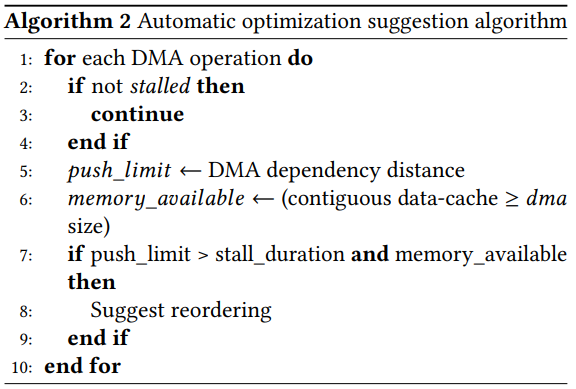 Algorithm 2 Automatic optimization suggestion algorithm
1: for each DMA operation do
2: if not stalled then
3: continue
4: end if
5: push_limit ← DMA dependency distance
6: memory_available ← (contiguous data-cache ≥ dma
size)
7: if push_limit > stall_duration and memory_available
then
8: Suggest reordering
9: end if
10: end for